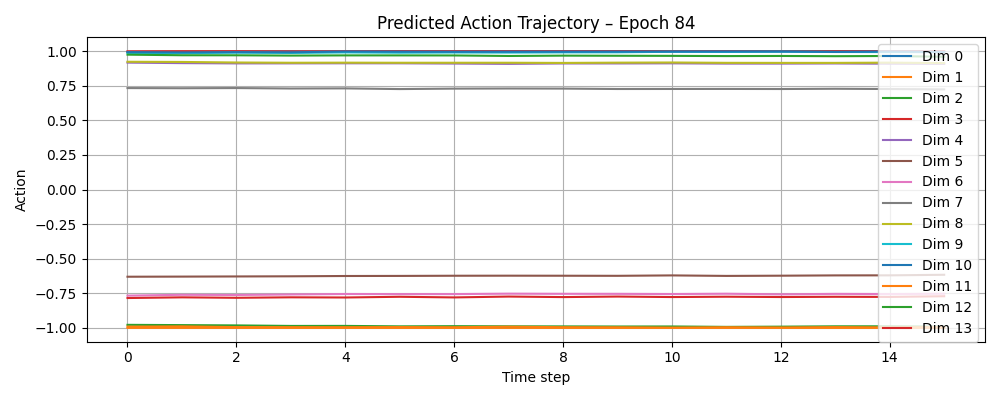 Predicted Action Trajectory – Epoch 84
Action
1.00
0.75
0.50
0.25
0.00
−0.25
−0.50
−0.75
−1.00
0 2 4 6 8 10 12 14
Time step
Dim 0
Dim 1
Dim 2
Dim 3
Dim 4
Dim 5
Dim 6
Dim 7
Dim 8
Dim 9
Dim 10
Dim 11
Dim 12
Dim 13